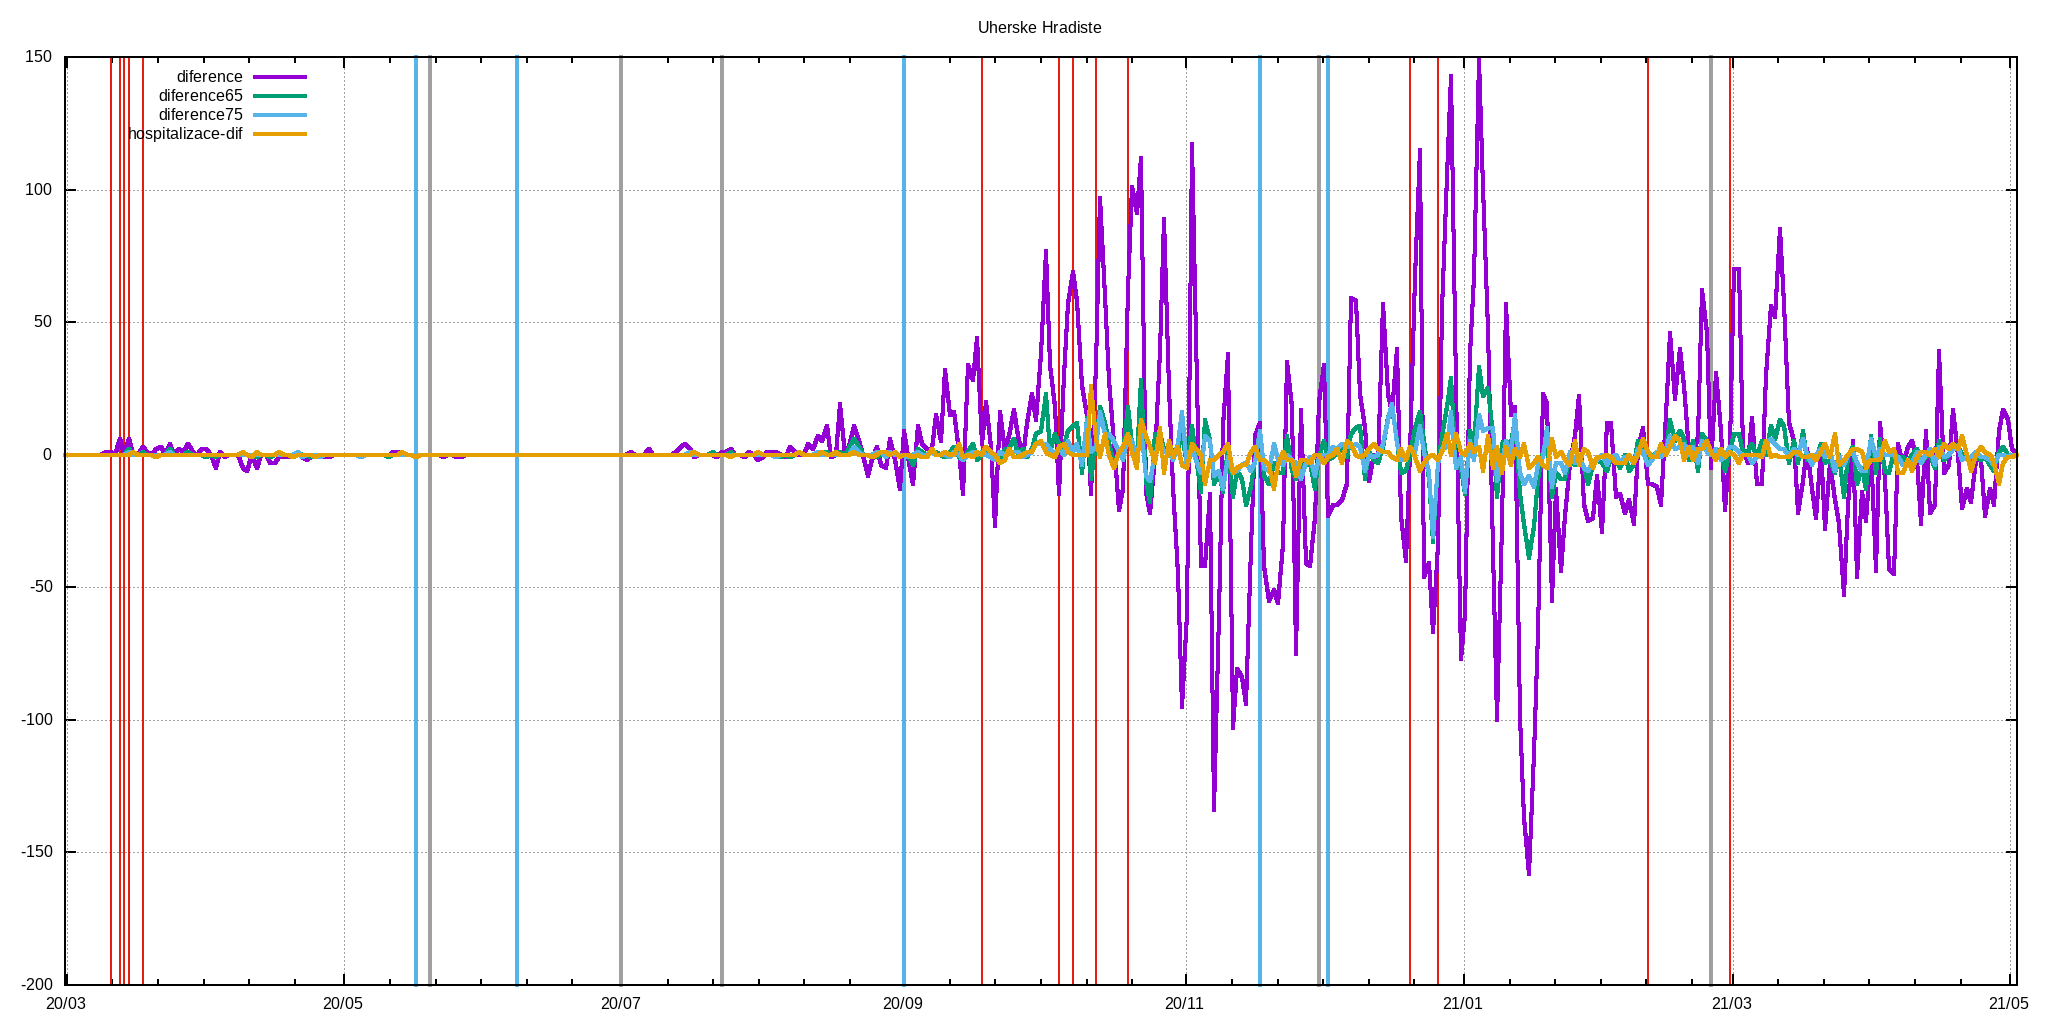 Uherske Hradiste
150
100
50
0
-50
-100
-150
-200
diference
diference65
diference75
hospitalizace-dif
20/03 20/05 20/07 20/09 20/11 21/01 21/03 21/05